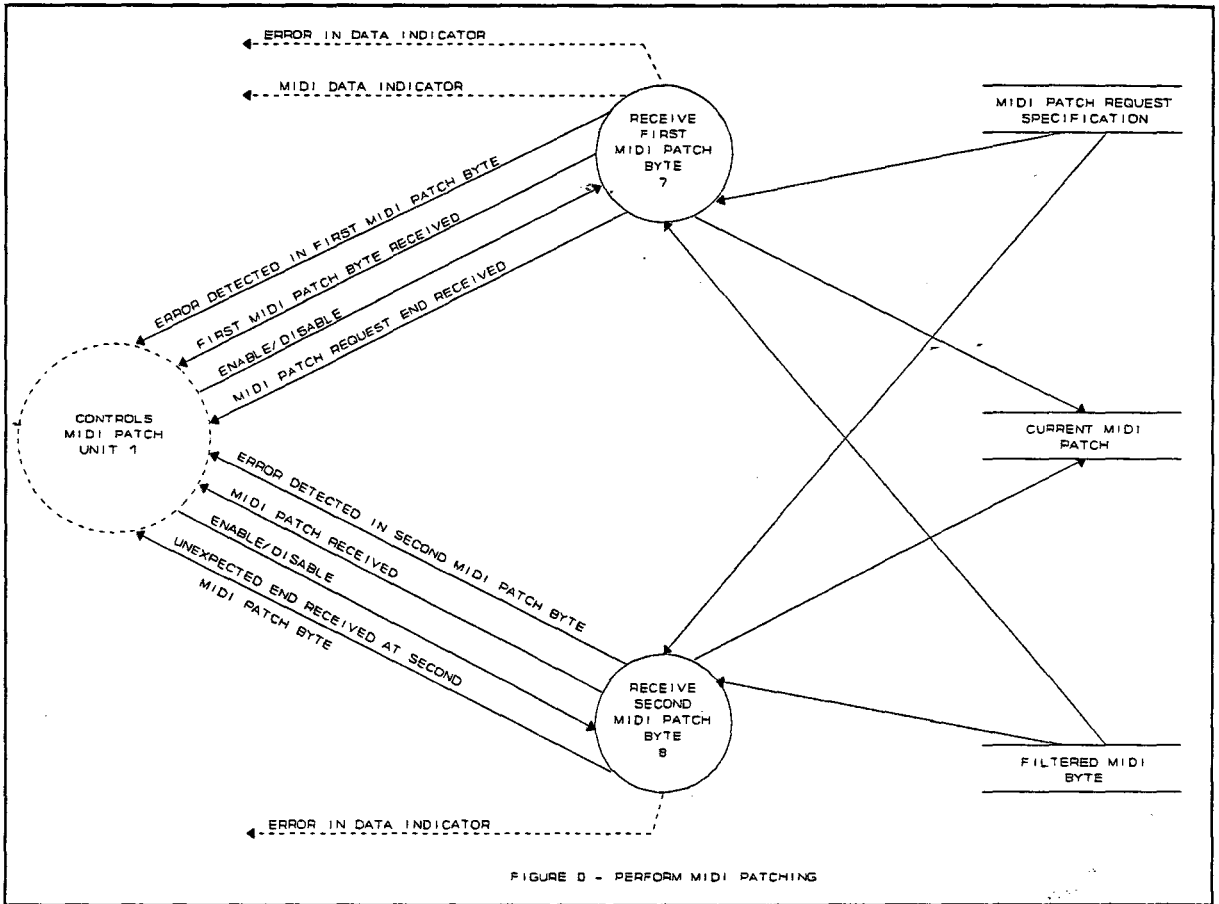 ERROR IN DATA INDICATOR
MIDI DATA INDICATOR
RECEIVE
FIRST
MIDI PATCH
BYTE
7
MIDI PATCH REQUEST
SPECIFICATION
ERROR DETECTED IN FIRST MIDI PATCH BYTE
FIRST MIDI PATCH BYTE RECEIVED
ENABLE/DISABLE
MIDI PATCH REQUEST END RECEIVED
CONTROLS
MIDI PATCH
UNIT 1
CURRENT MIDI
PATCH
ERROR DETECTED IN SECOND MIDI PATCH BYTE
MIDI PATCH RECEIVED
ENABLE/DISABLE
UNEXPECTED END RECEIVED AT SECOND
MIDI PATCH BYTE
RECEIVE
SECOND
MIDI PATCH
BYTE
8
FILTERED MIDI
BYTE
ERROR IN DATA INDICATOR
FIGURE D - PERFORM MIDI PATCHING